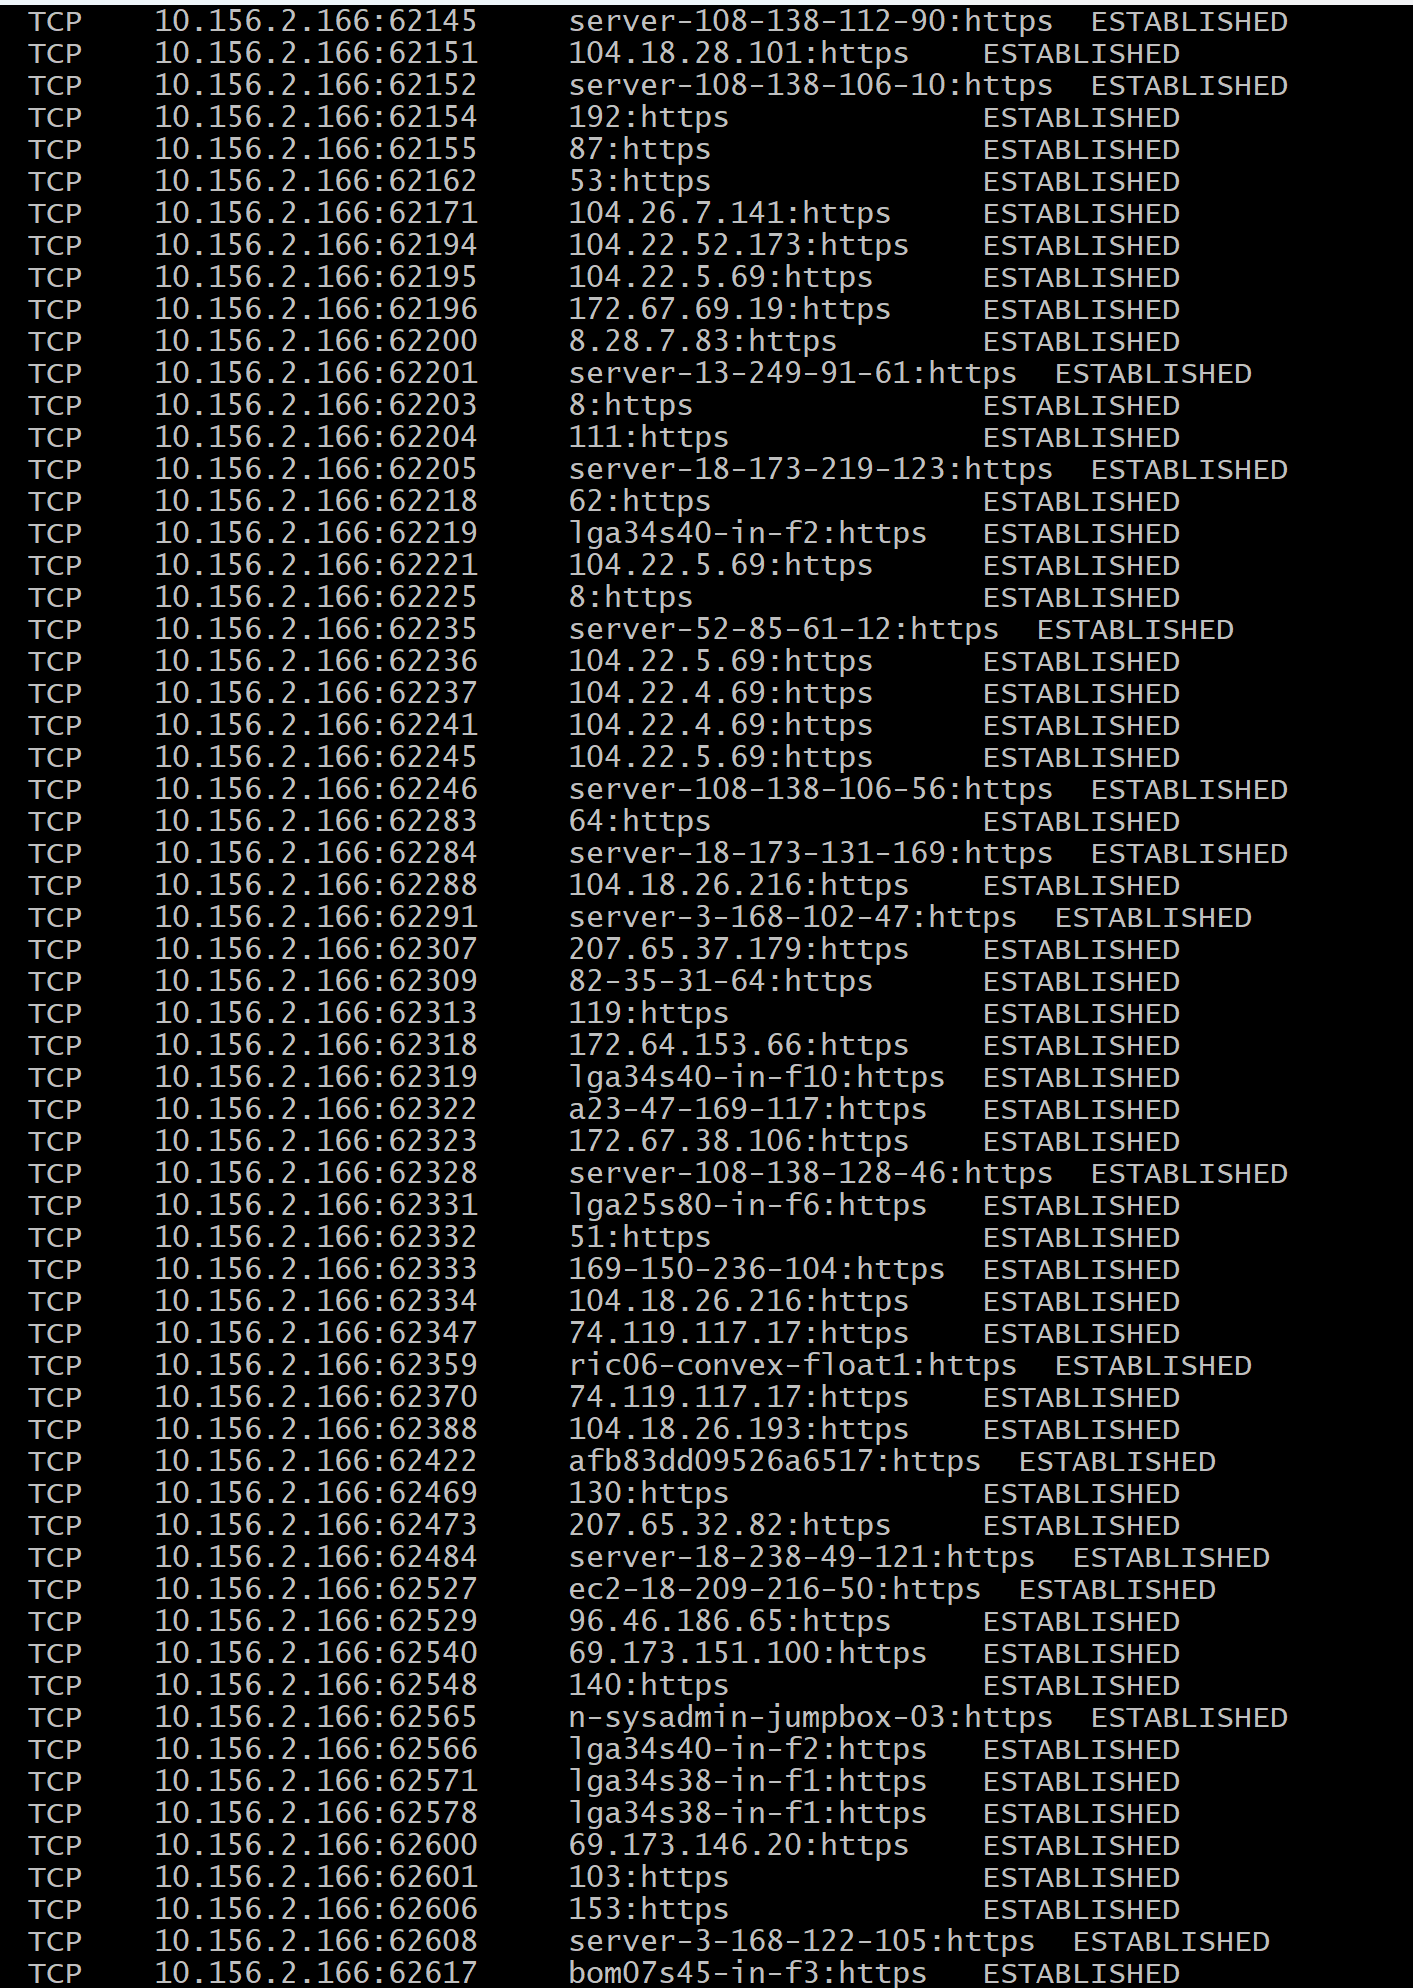 TCP 10.156.2.166:62145 server-108-138-112-90:https ESTABLISHED
TCP 10.156.2.166:62151 104.18.28.101:https ESTABLISHED
TCP 10.156.2.166:62152 server-108-138-106-10:https ESTABLISHED
TCP 10.156.2.166:62154 192:https ESTABLISHED
TCP 10.156.2.166:62155 87:https ESTABLISHED
TCP 10.156.2.166:62162 53:https ESTABLISHED
TCP 10.156.2.166:62171 104.26.7.141:https ESTABLISHED
TCP 10.156.2.166:62194 104.22.52.173:https ESTABLISHED
TCP 10.156.2.166:62195 104.22.5.69:https ESTABLISHED
TCP 10.156.2.166:62196 172.67.69.19:https ESTABLISHED
TCP 10.156.2.166:62200 8.28.7.83:https ESTABLISHED
TCP 10.156.2.166:62201 server-13-249-91-61:https ESTABLISHED
TCP 10.156.2.166:62203 8:https ESTABLISHED
TCP 10.156.2.166:62204 111:https ESTABLISHED
TCP 10.156.2.166:62205 server-18-173-219-123:https ESTABLISHED
TCP 10.156.2.166:62218 62:https ESTABLISHED
TCP 10.156.2.166:62219 lga34s40-in-f2:https ESTABLISHED
TCP 10.156.2.166:62221 104.22.5.69:https ESTABLISHED
TCP 10.156.2.166:62225 8:https ESTABLISHED
TCP 10.156.2.166:62235 server-52-85-61-12:https ESTABLISHED
TCP 10.156.2.166:62236 104.22.5.69:https ESTABLISHED
TCP 10.156.2.166:62237 104.22.4.69:https ESTABLISHED
TCP 10.156.2.166:62241 104.22.4.69:https ESTABLISHED
TCP 10.156.2.166:62245 104.22.5.69:https ESTABLISHED
TCP 10.156.2.166:62246 server-108-138-106-56:https ESTABLISHED
TCP 10.156.2.166:62283 64:https ESTABLISHED
TCP 10.156.2.166:62284 server-18-173-131-169:https ESTABLISHED
TCP 10.156.2.166:62288 104.18.26.216:https ESTABLISHED
TCP 10.156.2.166:62291 server-3-168-102-47:https ESTABLISHED
TCP 10.156.2.166:62307 207.65.37.179:https ESTABLISHED
TCP 10.156.2.166:62309 82-35-31-64:https ESTABLISHED
TCP 10.156.2.166:62313 119:https ESTABLISHED
TCP 10.156.2.166:62318 172.64.153.66:https ESTABLISHED
TCP 10.156.2.166:62319 lga34s40-in-f10:https ESTABLISHED
TCP 10.156.2.166:62322 a23-47-169-117:https ESTABLISHED
TCP 10.156.2.166:62323 172.67.38.106:https ESTABLISHED
TCP 10.156.2.166:62328 server-108-138-128-46:https ESTABLISHED
TCP 10.156.2.166:62331 lga25s80-in-f6:https ESTABLISHED
TCP 10.156.2.166:62332 51:https ESTABLISHED
TCP 10.156.2.166:62333 169-150-236-104:https ESTABLISHED
TCP 10.156.2.166:62334 104.18.26.216:https ESTABLISHED
TCP 10.156.2.166:62347 74.119.117.17:https ESTABLISHED
TCP 10.156.2.166:62359 ric06-convex-float1:https ESTABLISHED
TCP 10.156.2.166:62370 74.119.117.17:https ESTABLISHED
TCP 10.156.2.166:62388 104.18.26.193:https ESTABLISHED
TCP 10.156.2.166:62422 afb83dd09526a6517:https ESTABLISHED
TCP 10.156.2.166:62469 130:https ESTABLISHED
TCP 10.156.2.166:62473 207.65.32.82:https ESTABLISHED
TCP 10.156.2.166:62484 server-18-238-49-121:https ESTABLISHED
TCP 10.156.2.166:62527 ec2-18-209-216-50:https ESTABLISHED
TCP 10.156.2.166:62529 96.46.186.65:https ESTABLISHED
TCP 10.156.2.166:62540 69.173.151.100:https ESTABLISHED
TCP 10.156.2.166:62548 140:https ESTABLISHED
TCP 10.156.2.166:62565 n-sysadmin-jumpbox-03:https ESTABLISHED
TCP 10.156.2.166:62566 lga34s40-in-f2:https ESTABLISHED
TCP 10.156.2.166:62571 lga34s38-in-f1:https ESTABLISHED
TCP 10.156.2.166:62578 lga34s38-in-f1:https ESTABLISHED
TCP 10.156.2.166:62600 69.173.146.20:https ESTABLISHED
TCP 10.156.2.166:62601 103:https ESTABLISHED
TCP 10.156.2.166:62606 153:https ESTABLISHED
TCP 10.156.2.166:62608 server-3-168-122-105:https ESTABLISHED
TCP 10.156.2.166:62617 bom07s45-in-f3:https ESTABLISHED